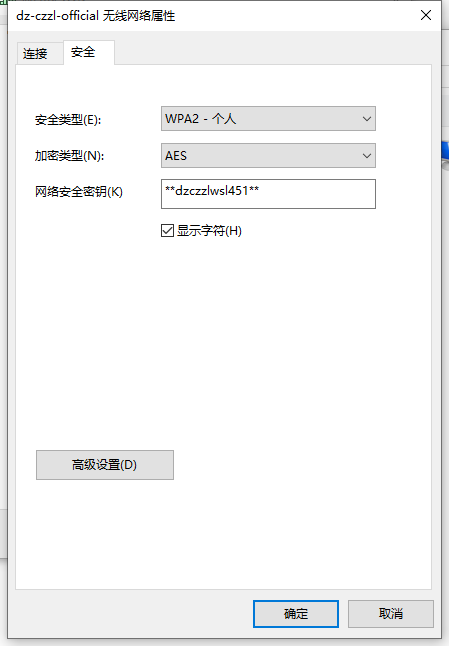 dz-czzl-official 无线网络属性
连接
安全
安全类型(E):
WPA2 - 个人
加密类型(N):
AES
网络安全密钥(K)
**dzczzlwsl451**
显示字符(H)
高级设置(D)
确定
取消